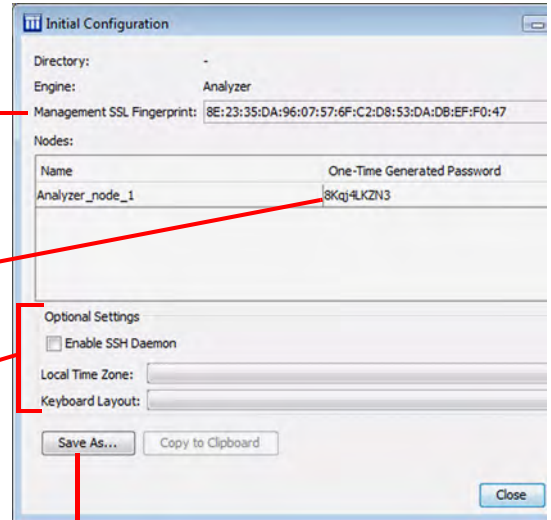 Initial Configuration
Directory: -
Engine: Analyzer
Management SSL Fingerprint: 8E:23:35:DA:96:07:57:6F:C2:D8:53:DA:DB:EF:F0:47
Nodes:
Name One-Time Generated Password
Analyzer_node_1 8Kqj4LKZN3
Optional Settings
Enable SSH Daemon
Local Time Zone:
Keyboard Layout:
Save As... Copy to Clipboard
Close